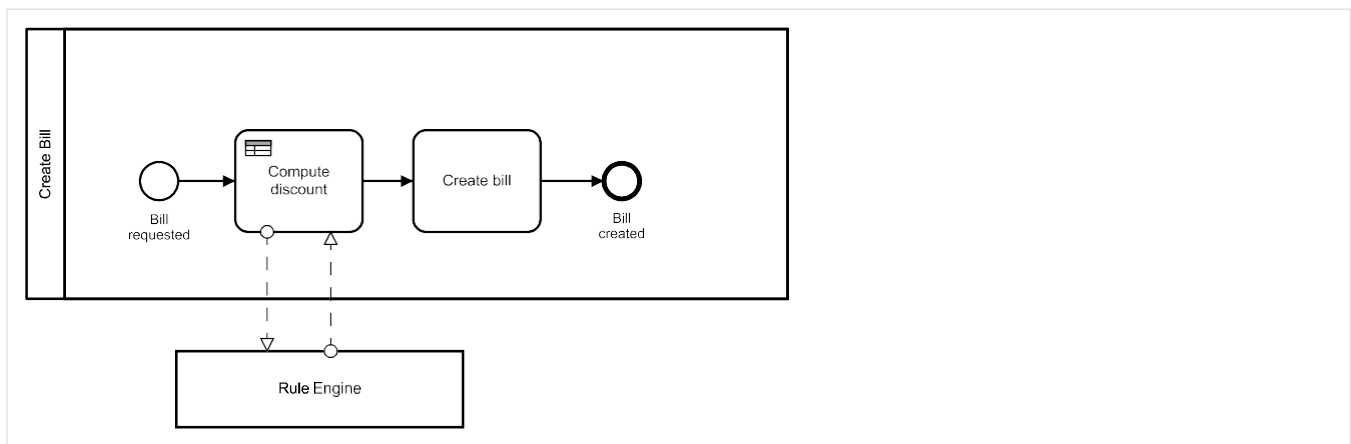 Create Bill
Compute
discount
Create bill
Bill
requested
Bill
created
Rule Engine